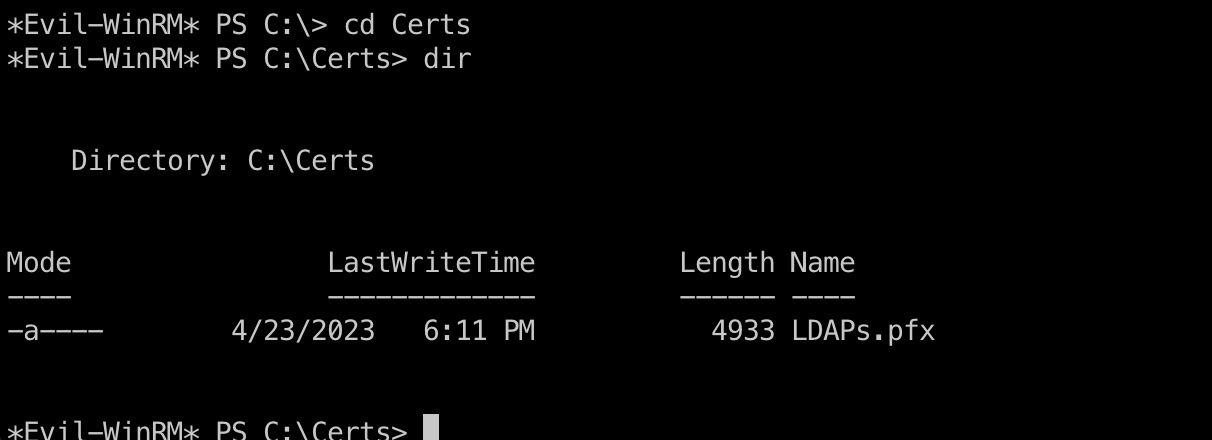 *Evil-WinRM* PS C:\> cd Certs
*Evil-WinRM* PS C:\Certs> dir
Directory: C:\Certs
Mode LastWriteTime Length Name
---- ------------- ------ ----
-a---- 4/23/2023 6:11 PM 4933 LDAPs.pfx
*Evil-WinRM* PS C:\Certs>